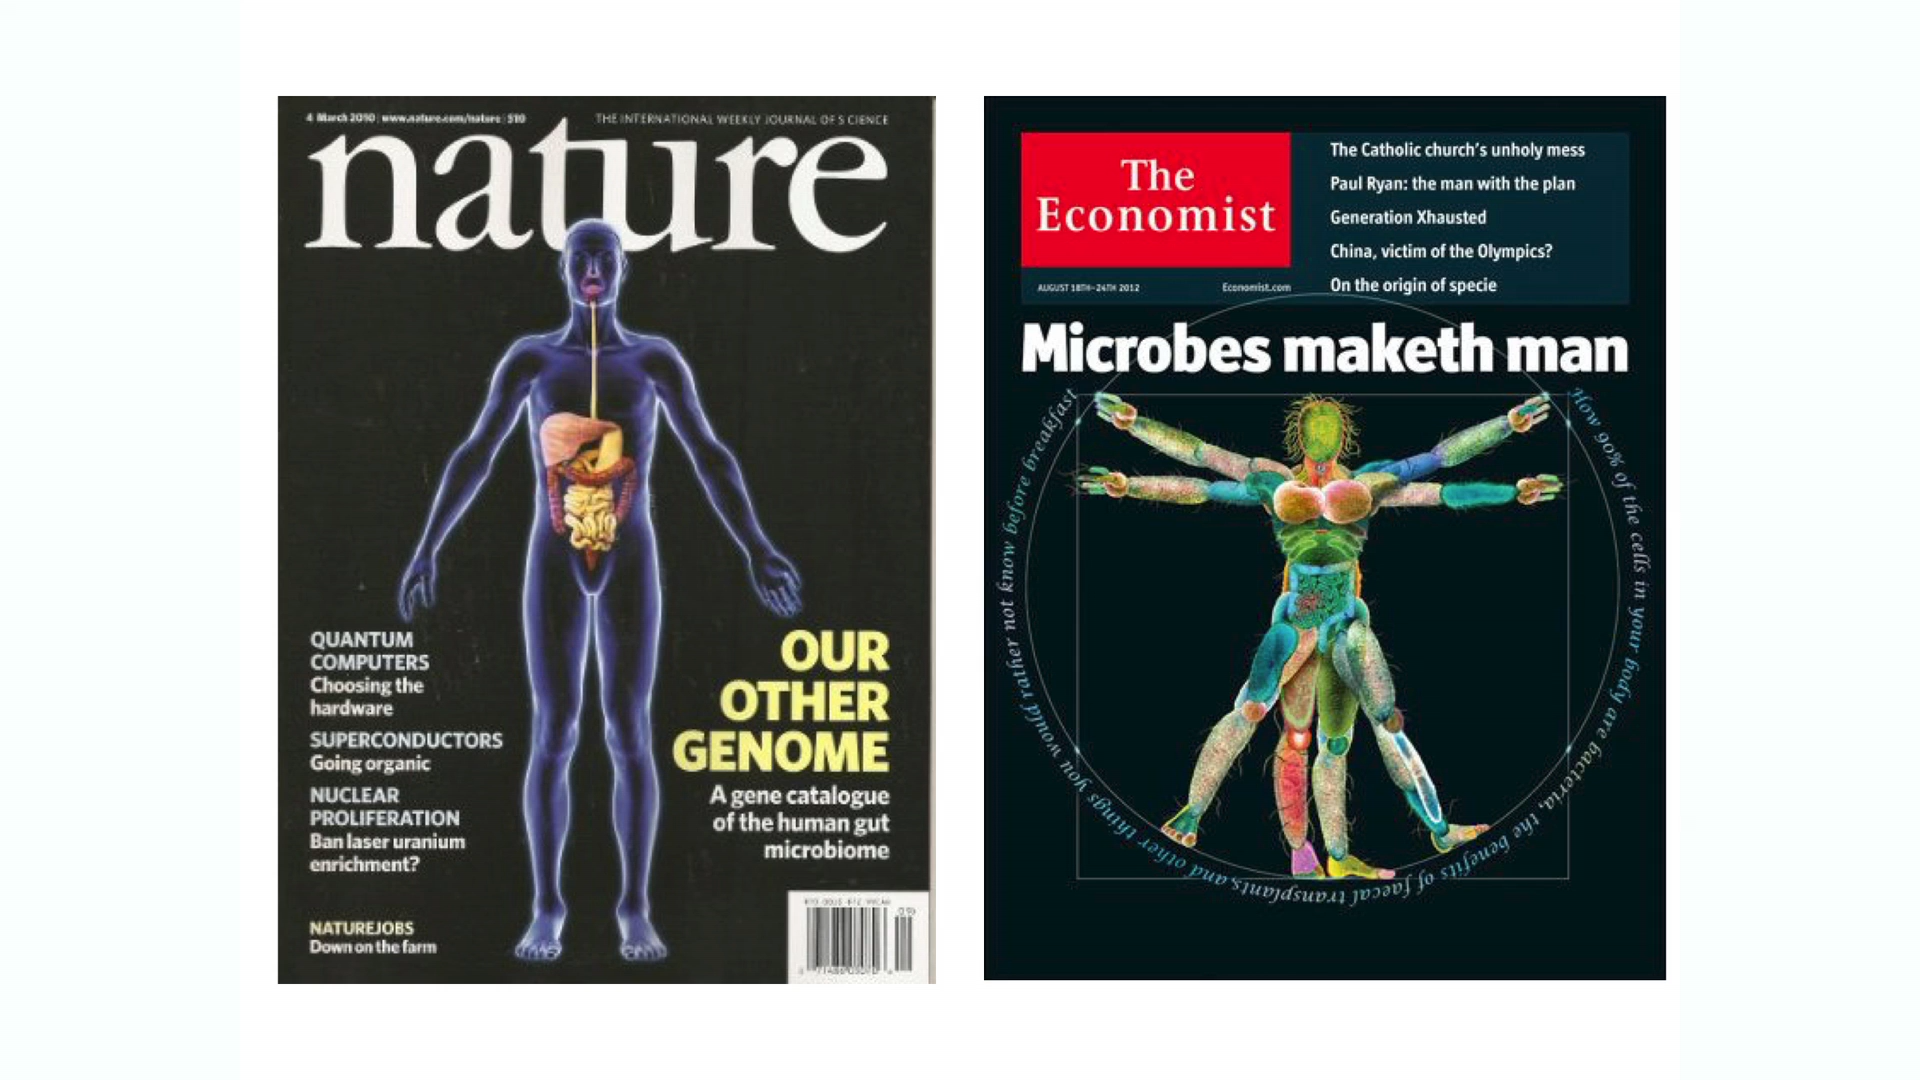 4 March 2010 | www.nature.com/nature | $10
THE INTERNATIONAL WEEKLY JOURNAL OF SCIENCE
nature
QUANTUM
COMPUTERS
Choosing the
hardware
SUPERCONDUCTORS
Going organic
NUCLEAR
PROLIFERATION
Ban laser uranium
enrichment?
NATUREJOBS
Down on the farm
OUR
OTHER
GENOME
A gene catalogue
of the human gut
microbiome
The
Economist
AUGUST 18TH–24TH 2012
Economist.com
The Catholic church's unholy mess
Paul Ryan: the man with the plan
Generation Xhausted
China, victim of the Olympics?
On the origin of specie
Microbes maketh man
How 90% of the cells in your body are bacteria, the benefits of faecal transplants and other things you would rather not know before breakfast